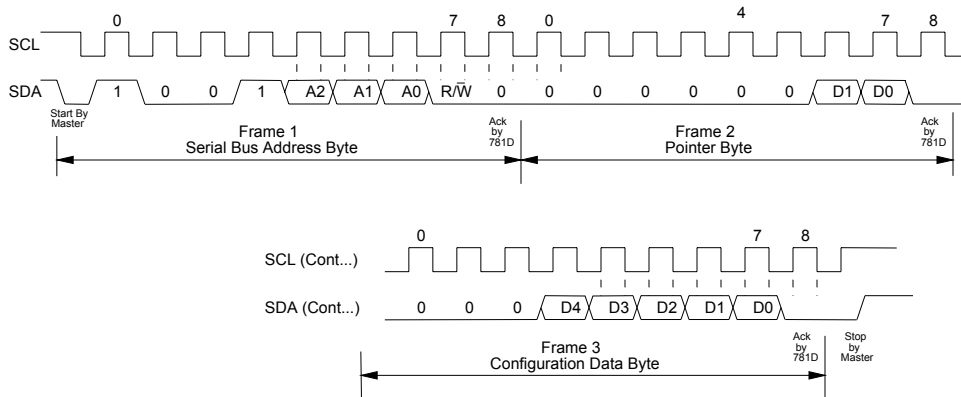 0 7 8 0 4 7 8
SCL
SDA 1 0 0 1 A2 A1 A0 R/W̅ 0 0 0 0 0 0 0 D1 D0
Start By
Master
Frame 1
Serial Bus Address Byte
Ack
by
781D
Frame 2
Pointer Byte
Ack
by
781D
0 7 8
SCL (Cont...)
SDA (Cont...) 0 0 0 D4 D3 D2 D1 D0
Frame 3
Configuration Data Byte
Ack
by
781D
Stop
by
Master